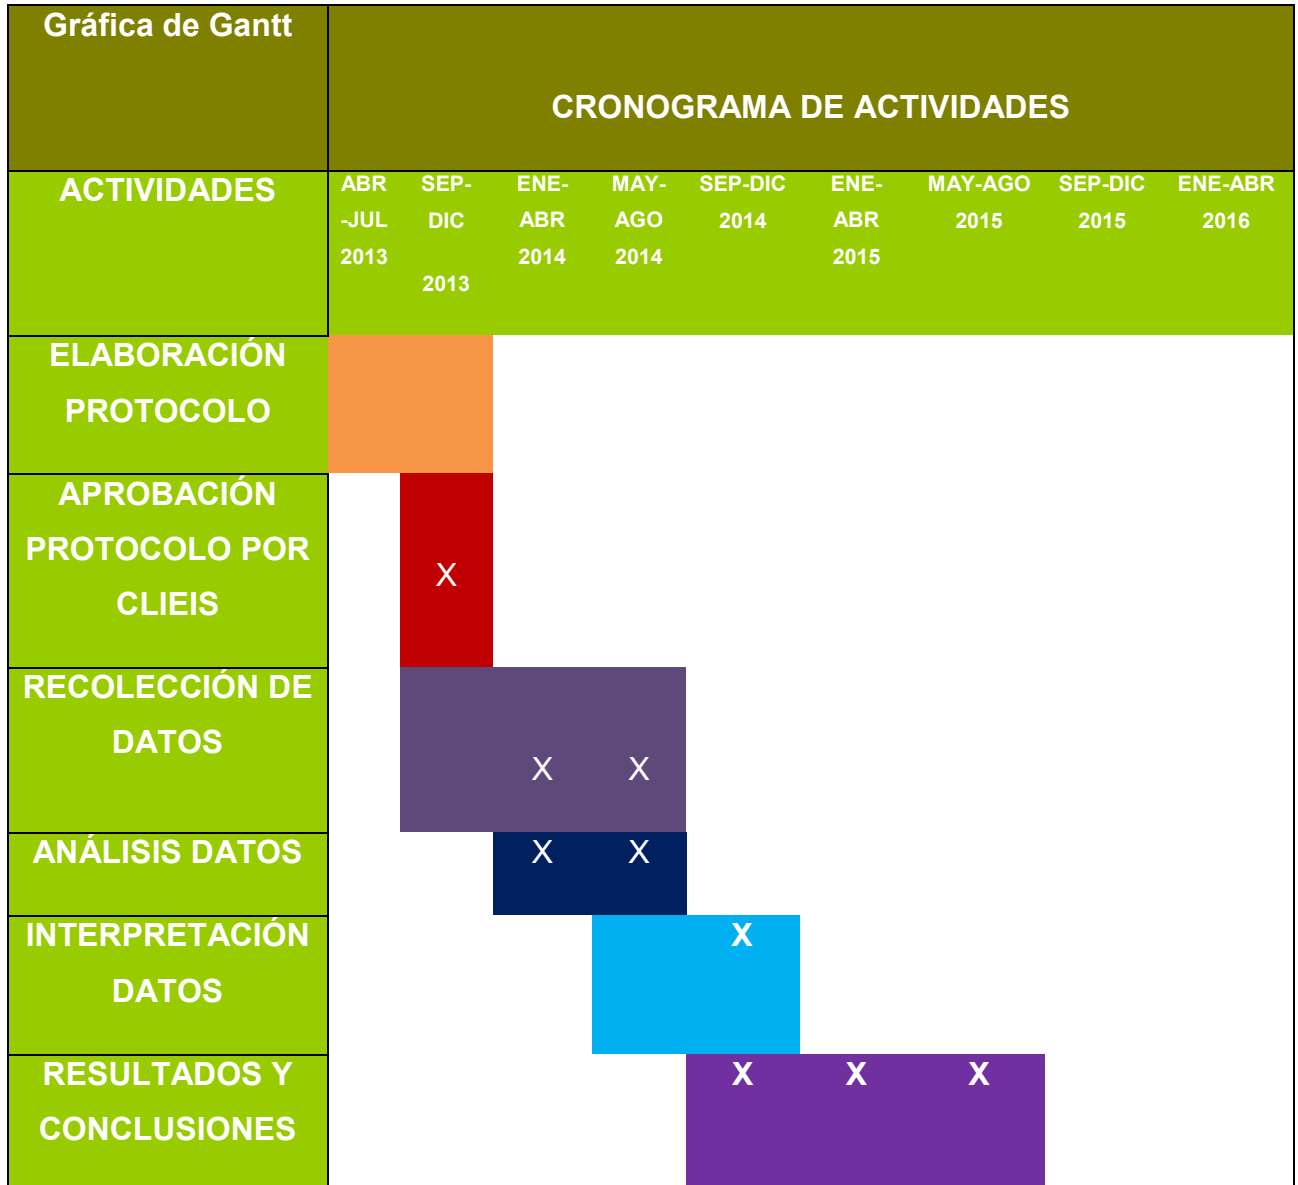 Gráfica de Gantt
CRONOGRAMA DE ACTIVIDADES
ACTIVIDADES
ABR
-JUL
2013
SEP-
DIC
2013
ENE-
ABR
2014
MAY-
AGO
2014
SEP-DIC
2014
ENE-
ABR
2015
MAY-AGO
2015
SEP-DIC
2015
ENE-ABR
2016
ELABORACIÓN
PROTOCOLO
APROBACIÓN
PROTOCOLO POR
CLIEIS
X
RECOLECCIÓN DE
DATOS
X X
ANÁLISIS DATOS
X X
INTERPRETACIÓN
DATOS
X
RESULTADOS Y
CONCLUSIONES
X X X